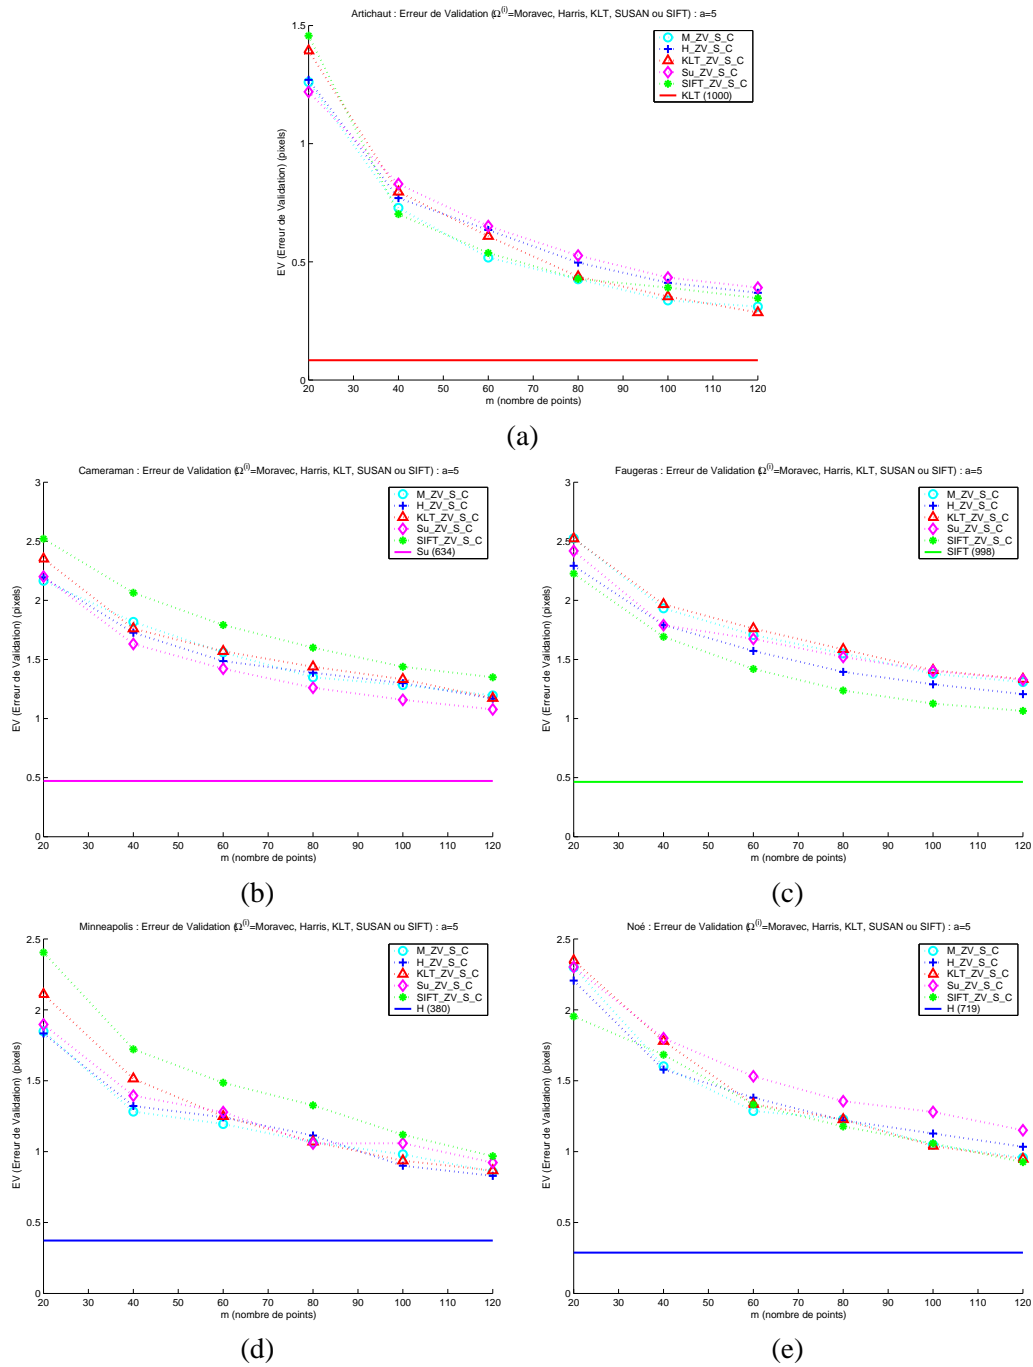 Artichaut : Erreur de Validation (Ω(i)=Moravec, Harris, KLT, SUSAN ou SIFT) : a=5
1.5
1
0.5
0
EV (Erreur de Validation) (pixels)
M_ZV_S_C
H_ZV_S_C
KLT_ZV_S_C
Su_ZV_S_C
SIFT_ZV_S_C
KLT (1000)
20 30 40 50 60 70 80 90 100 110 120
m (nombre de points)
(a)
Cameraman : Erreur de Validation (Ω(i)=Moravec, Harris, KLT, SUSAN ou SIFT) : a=5
3
2.5
2
1.5
1
0.5
0
EV (Erreur de Validation) (pixels)
M_ZV_S_C
H_ZV_S_C
KLT_ZV_S_C
Su_ZV_S_C
SIFT_ZV_S_C
Su (634)
20 30 40 50 60 70 80 90 100 110 120
m (nombre de points)
(b)
Faugeras : Erreur de Validation (Ω(i)=Moravec, Harris, KLT, SUSAN ou SIFT) : a=5
3
2.5
2
1.5
1
0.5
0
EV (Erreur de Validation) (pixels)
M_ZV_S_C
H_ZV_S_C
KLT_ZV_S_C
Su_ZV_S_C
SIFT_ZV_S_C
SIFT (998)
20 30 40 50 60 70 80 90 100 110 120
m (nombre de points)
(c)
Minneapolis : Erreur de Validation (Ω(i)=Moravec, Harris, KLT, SUSAN ou SIFT) : a=5
2.5
2
1.5
1
0.5
0
EV (Erreur de Validation) (pixels)
M_ZV_S_C
H_ZV_S_C
KLT_ZV_S_C
Su_ZV_S_C
SIFT_ZV_S_C
H (380)
20 30 40 50 60 70 80 90 100 110 120
m (nombre de points)
(d)
Noé : Erreur de Validation (Ω(i)=Moravec, Harris, KLT, SUSAN ou SIFT) : a=5
2.5
2
1.5
1
0.5
0
EV (Erreur de Validation) (pixels)
M_ZV_S_C
H_ZV_S_C
KLT_ZV_S_C
Su_ZV_S_C
SIFT_ZV_S_C
H (719)
20 30 40 50 60 70 80 90 100 110 120
m (nombre de points)
(e)